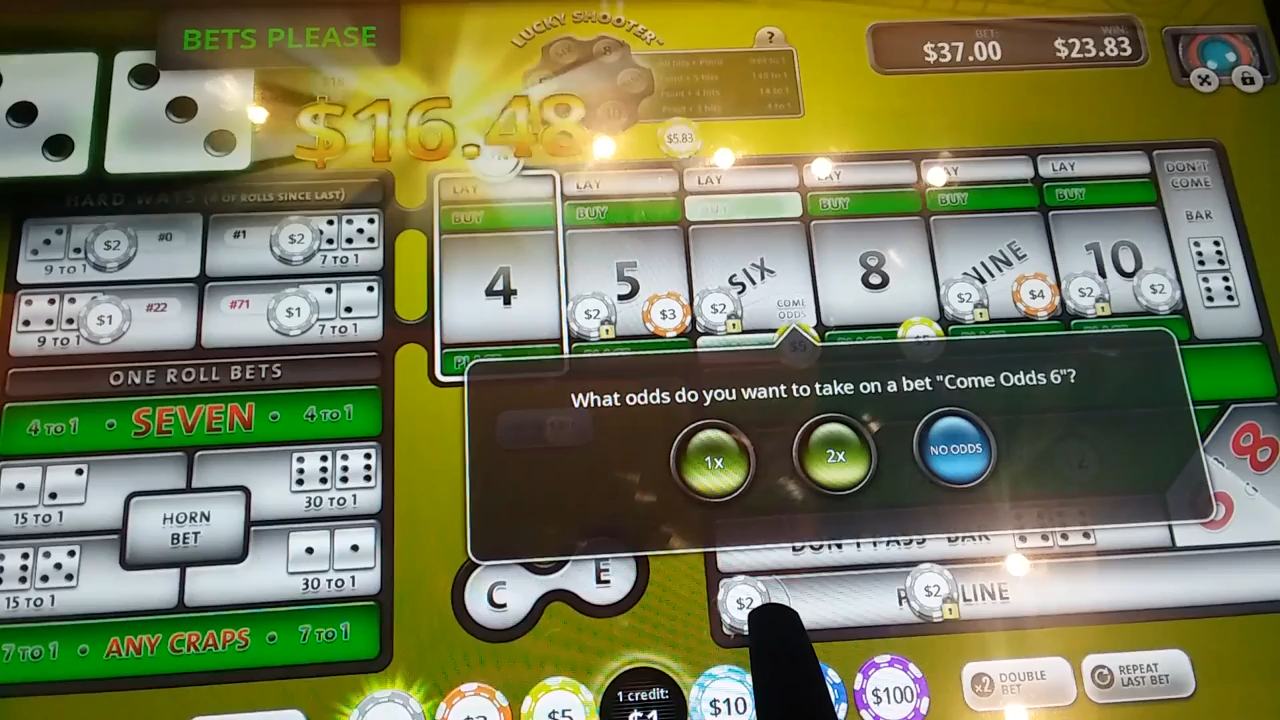 BETS PLEASE
LUCKY SHOOTER
?
BET:
WIN:
$37.00
$23.83
$16.48
$5.83
HARD WAYS (# OF ROLLS SINCE LAST)
$2
#0
9 TO 1
#1
$2
7 TO 1
$1
#22
9 TO 1
#71
$1
7 TO 1
ONE ROLL BETS
4 TO 1 • SEVEN • 4 TO 1
15 TO 1
30 TO 1
HORN
BET
15 TO 1
30 TO 1
7 TO 1 • ANY CRAPS • 7 TO 1
LAY
LAY
LAY
LAY
LAY
LAY
BUY
BUY
BUY
BUY
BUY
BUY
4
5
SIX
8
NINE
10
COME
ODDS
$2
$3
$2
$2
$4
$2
$2
DON'T
COME
BAR
What odds do you want to take on a bet "Come Odds 6"?
1x
2x
NO ODDS
DON'T PASS BAR
C
E
$2
$2
LINE
8
1 credit:
$1
$5
$10
$100
x2 DOUBLE
BET
REPEAT
LAST BET